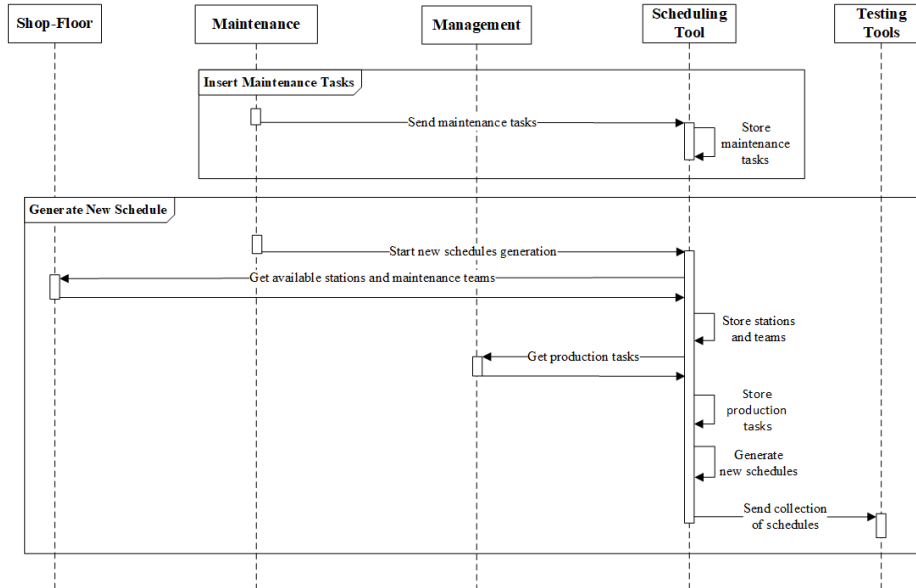 Shop-Floor
Maintenance
Management
Scheduling
Tool
Testing
Tools
Insert Maintenance Tasks
Send maintenance tasks
Store
maintenance
tasks
Generate New Schedule
Start new schedules generation
Get available stations and maintenance teams
Store stations
and teams
Get production tasks
Store
production
tasks
Generate
new schedules
Send collection
of schedules